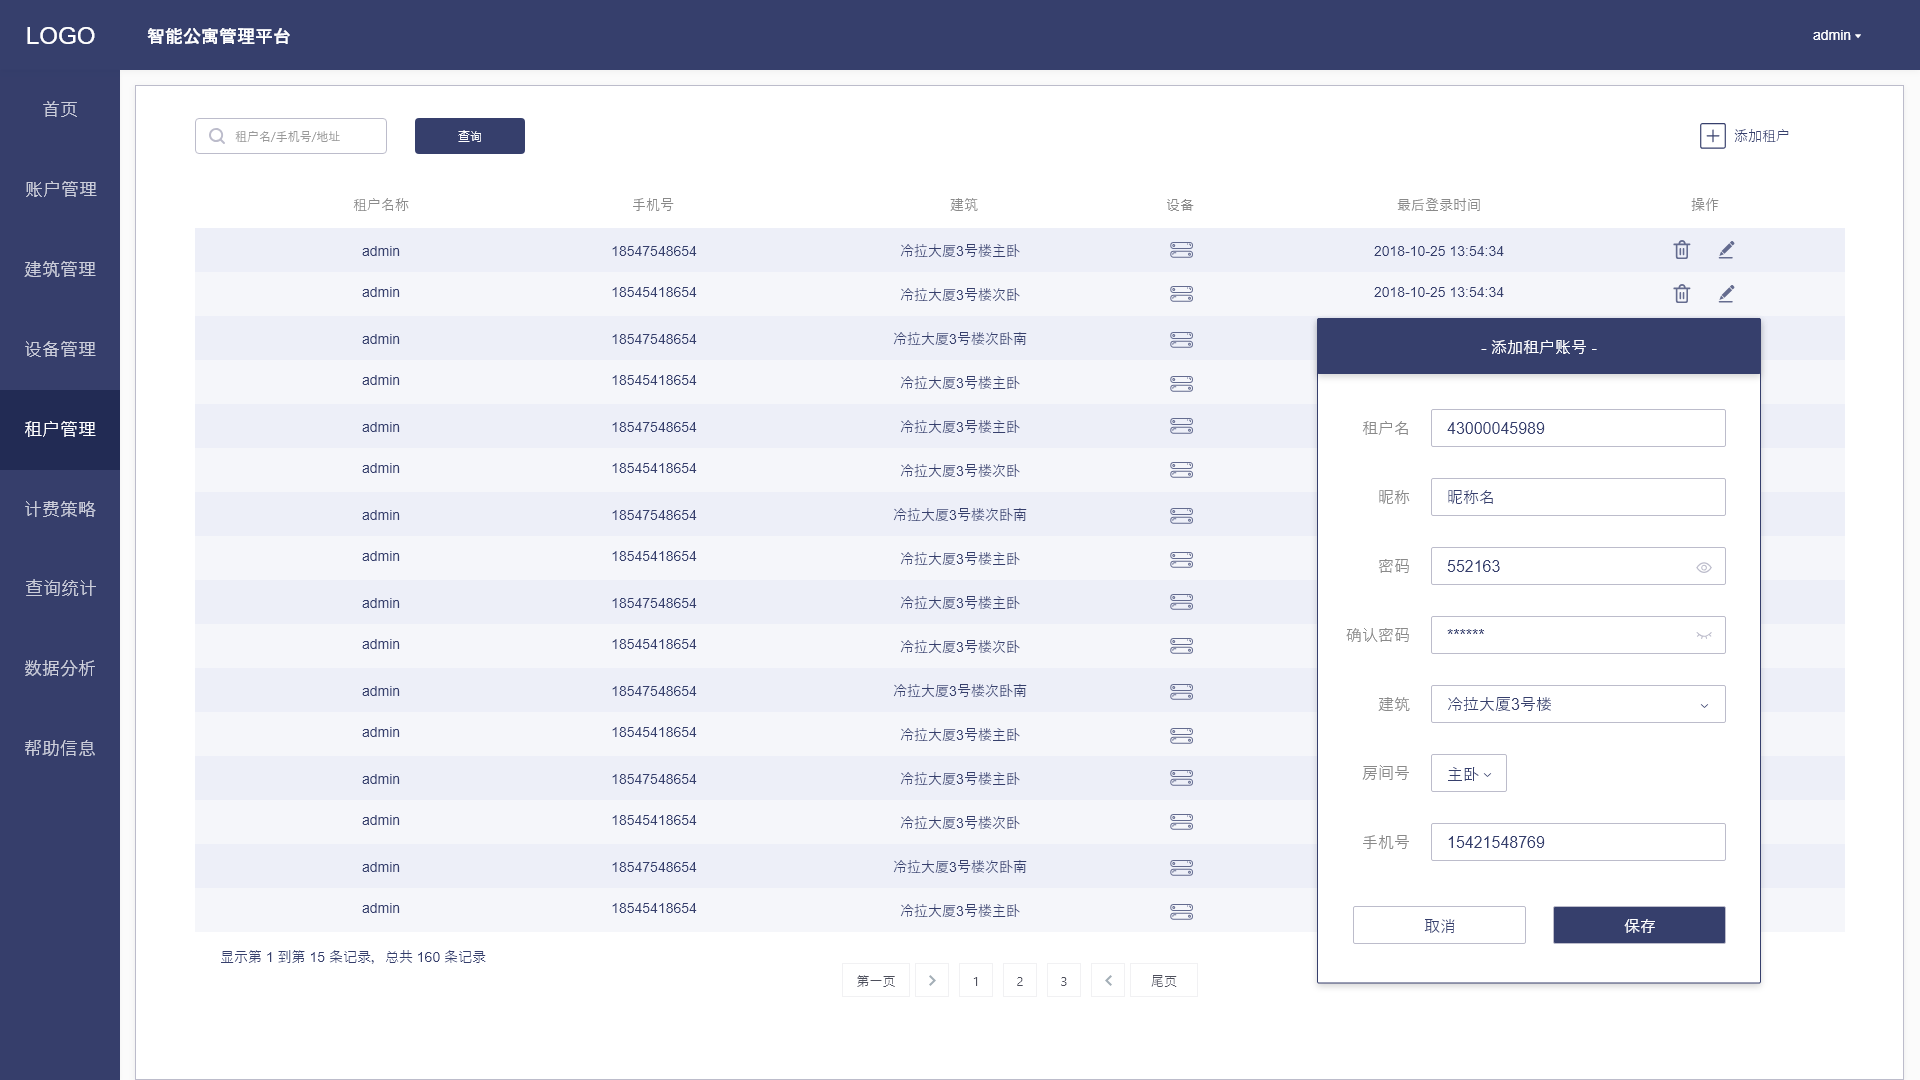 LOGO
智能公寓管理平台
admin
首页
账户管理
建筑管理
设备管理
租户管理
计费策略
查询统计
数据分析
帮助信息
租户名/手机号/地址
查询
添加租户
租户名称 手机号 建筑 设备 最后登录时间 操作
admin 18547548654 冷拉大厦3号楼主卧 2018-10-25 13:54:34
admin 18545418654 冷拉大厦3号楼次卧 2018-10-25 13:54:34
admin 18547548654 冷拉大厦3号楼次卧南
admin 18545418654 冷拉大厦3号楼主卧
admin 18547548654 冷拉大厦3号楼主卧
admin 18545418654 冷拉大厦3号楼次卧
admin 18547548654 冷拉大厦3号楼次卧南
admin 18545418654 冷拉大厦3号楼主卧
admin 18547548654 冷拉大厦3号楼主卧
admin 18545418654 冷拉大厦3号楼次卧
admin 18547548654 冷拉大厦3号楼次卧南
admin 18545418654 冷拉大厦3号楼主卧
admin 18547548654 冷拉大厦3号楼主卧
admin 18545418654 冷拉大厦3号楼次卧
admin 18547548654 冷拉大厦3号楼次卧南
admin 18545418654 冷拉大厦3号楼主卧
显示第 1 到第 15 条记录, 总共 160 条记录
第一页 > 1 2 3 < 尾页
- 添加租户账号 -
租户名 43000045989
昵称 昵称名
密码 552163
确认密码 ******
建筑 冷拉大厦3号楼
房间号 主卧
手机号 15421548769
取消 保存